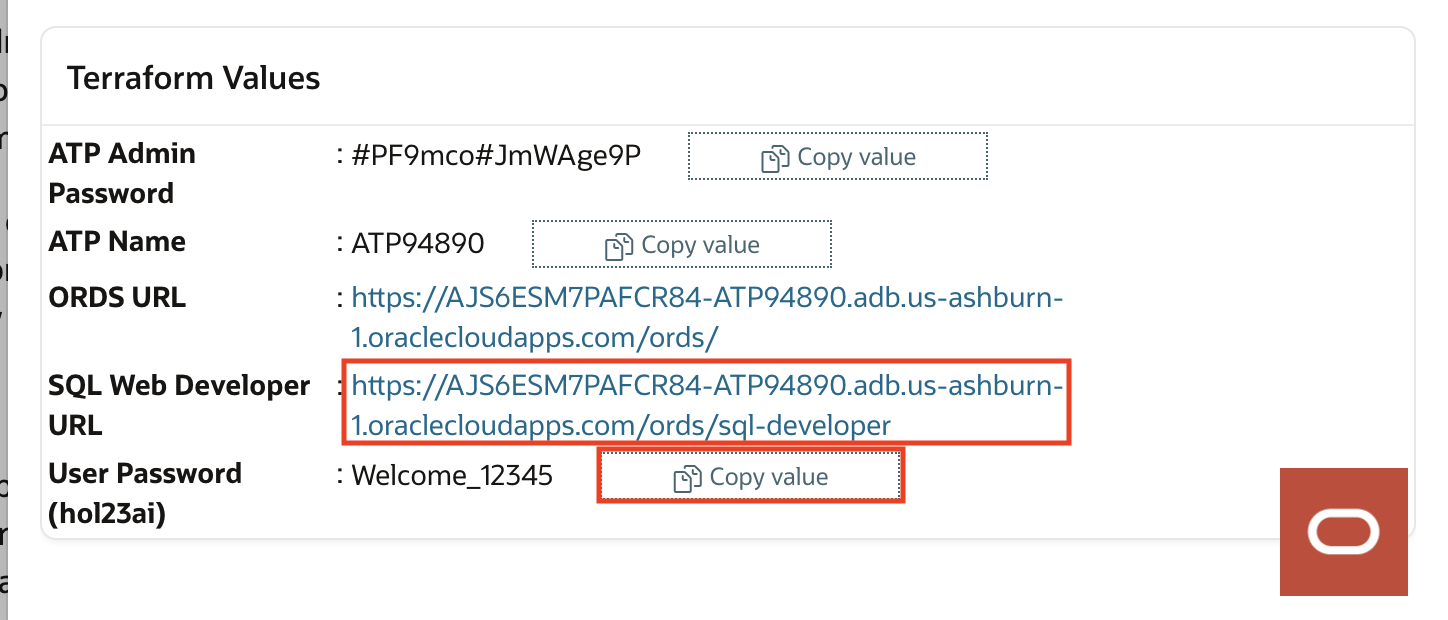 Terraform Values
ATP Admin Password : #PF9mco#JmWAge9P Copy value
ATP Name : ATP94890 Copy value
ORDS URL : https://AJS6ESM7PAFCR84-ATP94890.adb.us-ashburn-
1.oraclecloudapps.com/ords/
SQL Web Developer URL : https://AJS6ESM7PAFCR84-ATP94890.adb.us-ashburn-
1.oraclecloudapps.com/ords/sql-developer
User Password (hol23ai) : Welcome_12345 Copy value